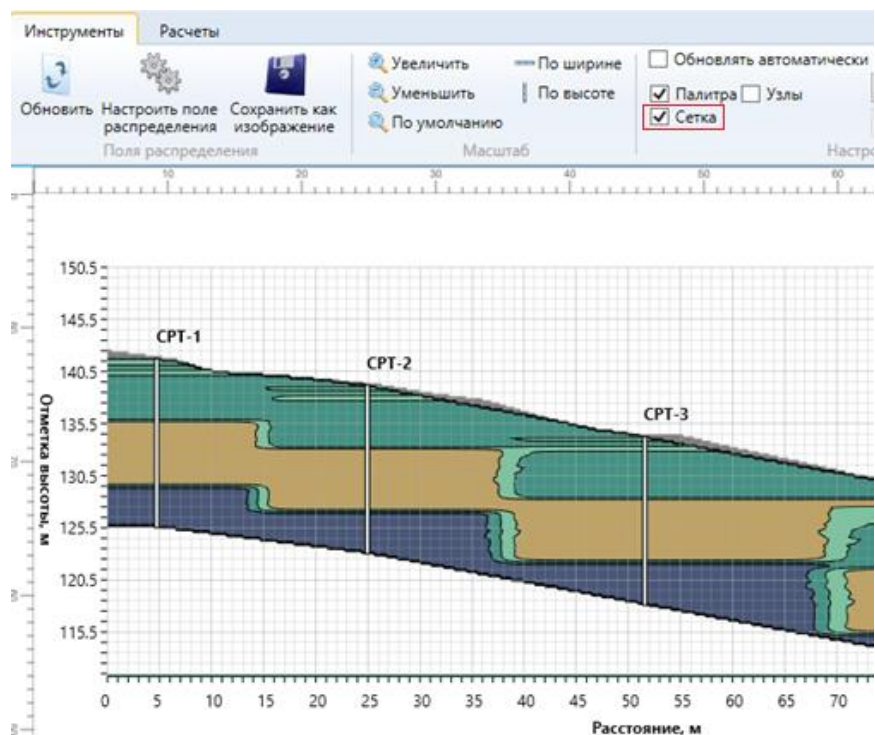 Инструменты Расчеты
Увеличить По ширине Обновлять автоматически
Уменьшить По высоте Палитра Узлы
Обновить Настроить поле распределения Сохранить как изображение По умолчанию Сетка
Поля распределения Масштаб
10 20 30 40 50 60
150.5
145.5
CPT-1
CPT-2
140.5
CPT-3
135.5
130.5
125.5
120.5
115.5
Отметка высоты, м
0 5 10 15 20 25 30 35 40 45 50 55 60 65 70
Расстояние, м